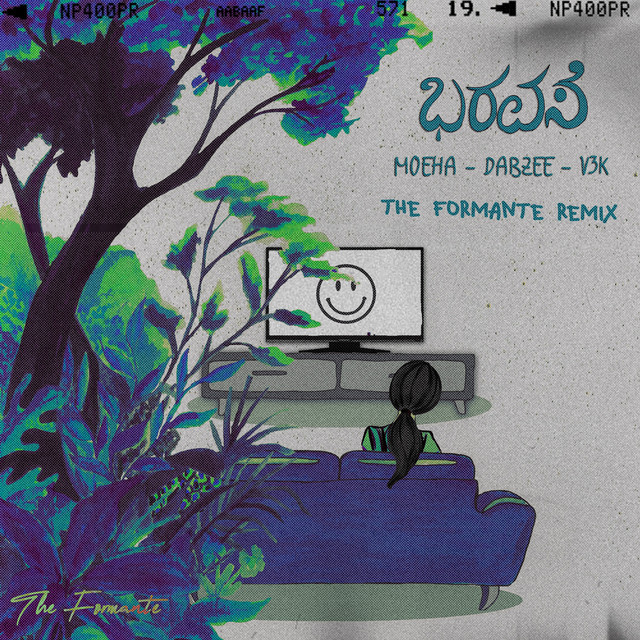 NP400PR AABAAF 571 19. NP400PR
ಭರವಸೆ
MOEHA - DABZEE - V3K
THE FORMANTE REMIX
The Formante